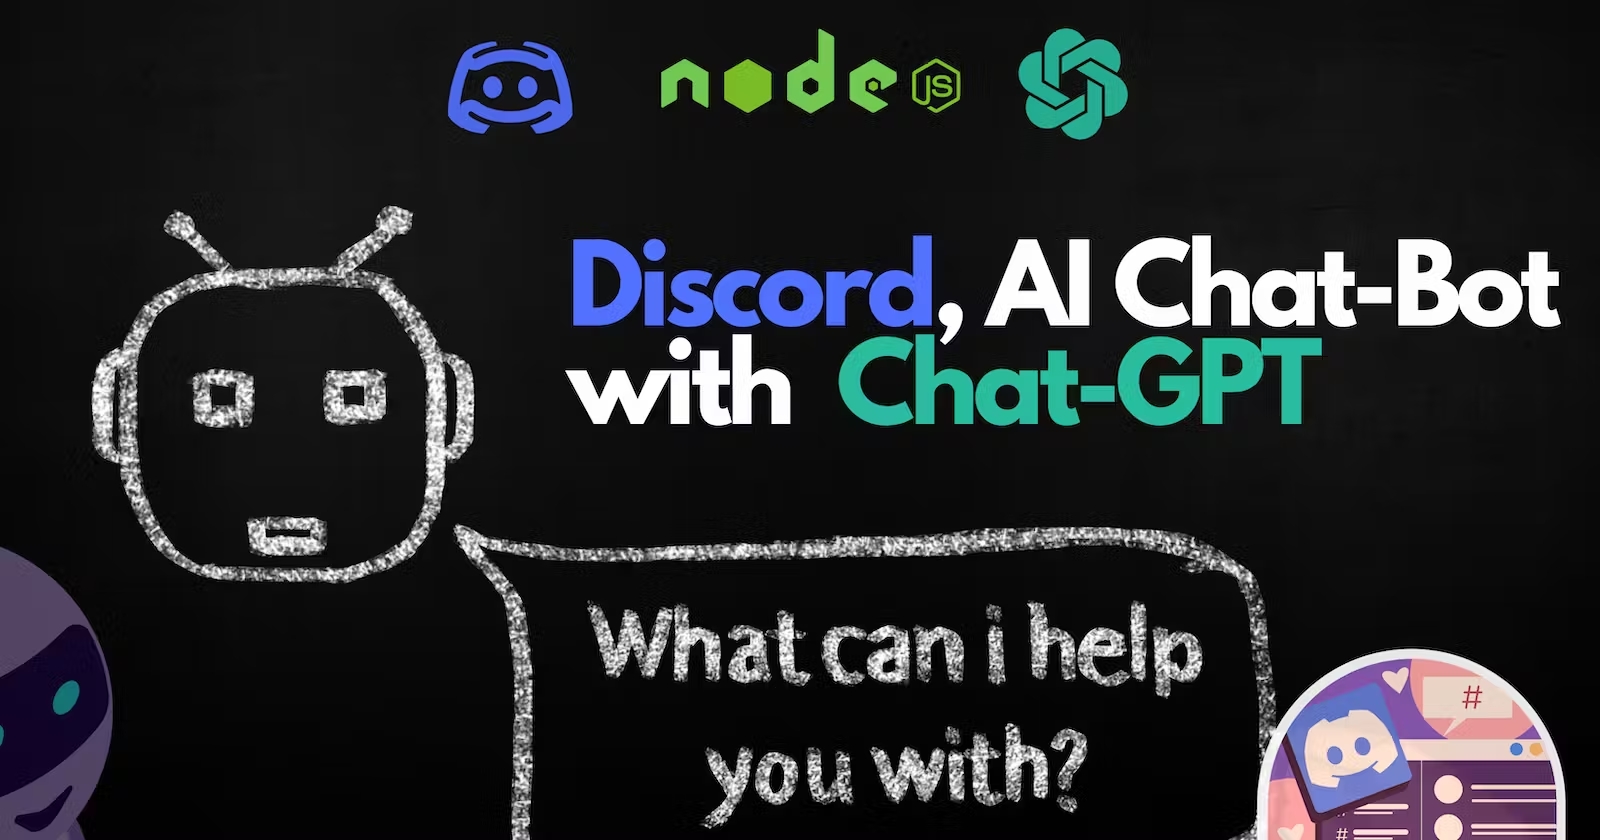 node JS
Discord, AI Chat-Bot
with Chat-GPT
What can i help
you with?
#
#